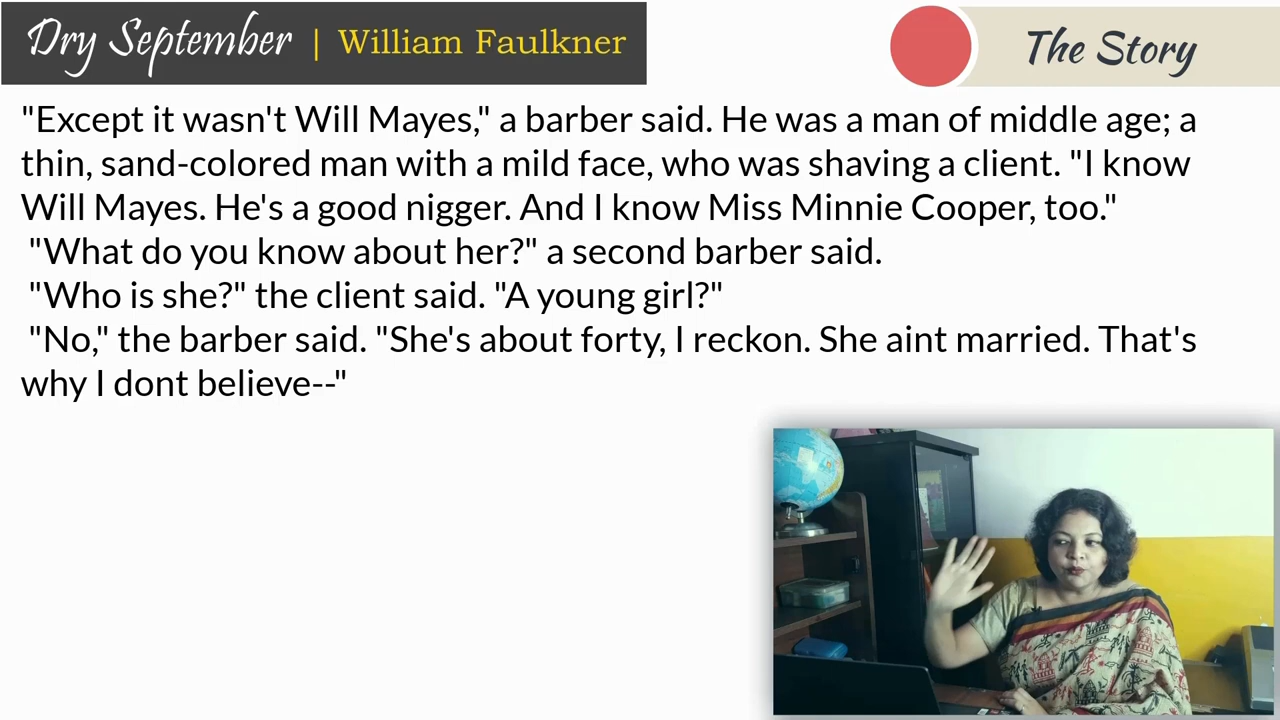 Dry September | William Faulkner
The Story
"Except it wasn't Will Mayes," a barber said. He was a man of middle age; a
thin, sand-colored man with a mild face, who was shaving a client. "I know
Will Mayes. He's a good nigger. And I know Miss Minnie Cooper, too."
"What do you know about her?" a second barber said.
"Who is she?" the client said. "A young girl?"
"No," the barber said. "She's about forty, I reckon. She aint married. That's
why I dont believe--"